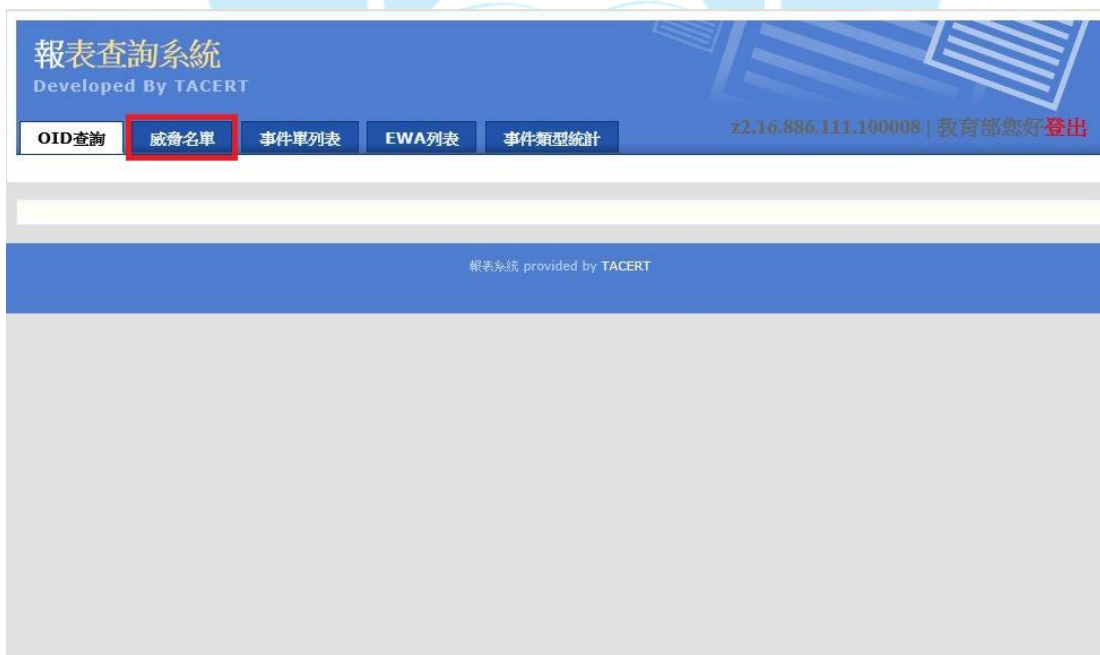 報表查詢系統
Developed By TACERT
z2.16.886.111.100008 | 教育部您好登出
OID查詢 威脅名單 事件單列表 EWA列表 事件類型統計
報表系統 provided by TACERT